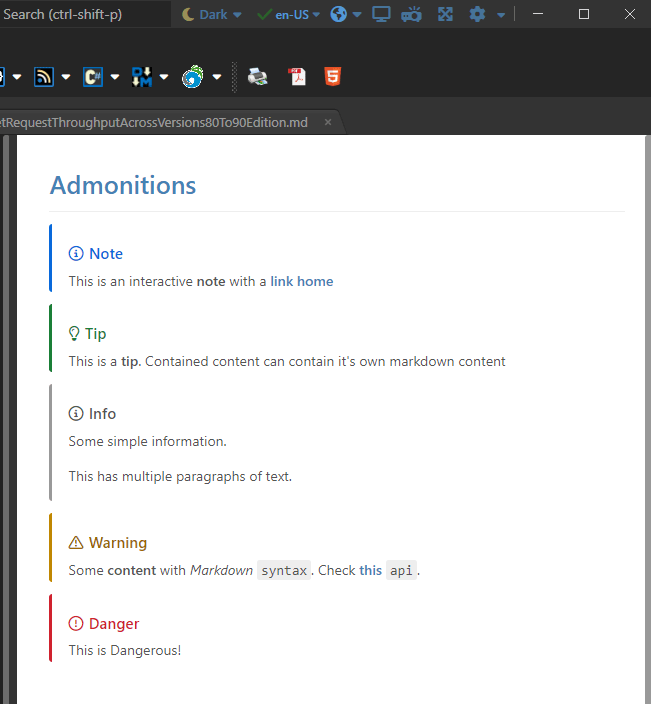 Search (ctrl-shift-p) Dark en-US
C#
M
5
etRequestThroughputAcrossVersions80To90Edition.md ×
Admonitions
Note
This is an interactive note with a link home
Tip
This is a tip. Contained content can contain it's own markdown content
Info
Some simple information.
This has multiple paragraphs of text.
Warning
Some content with Markdown syntax. Check this api.
Danger
This is Dangerous!